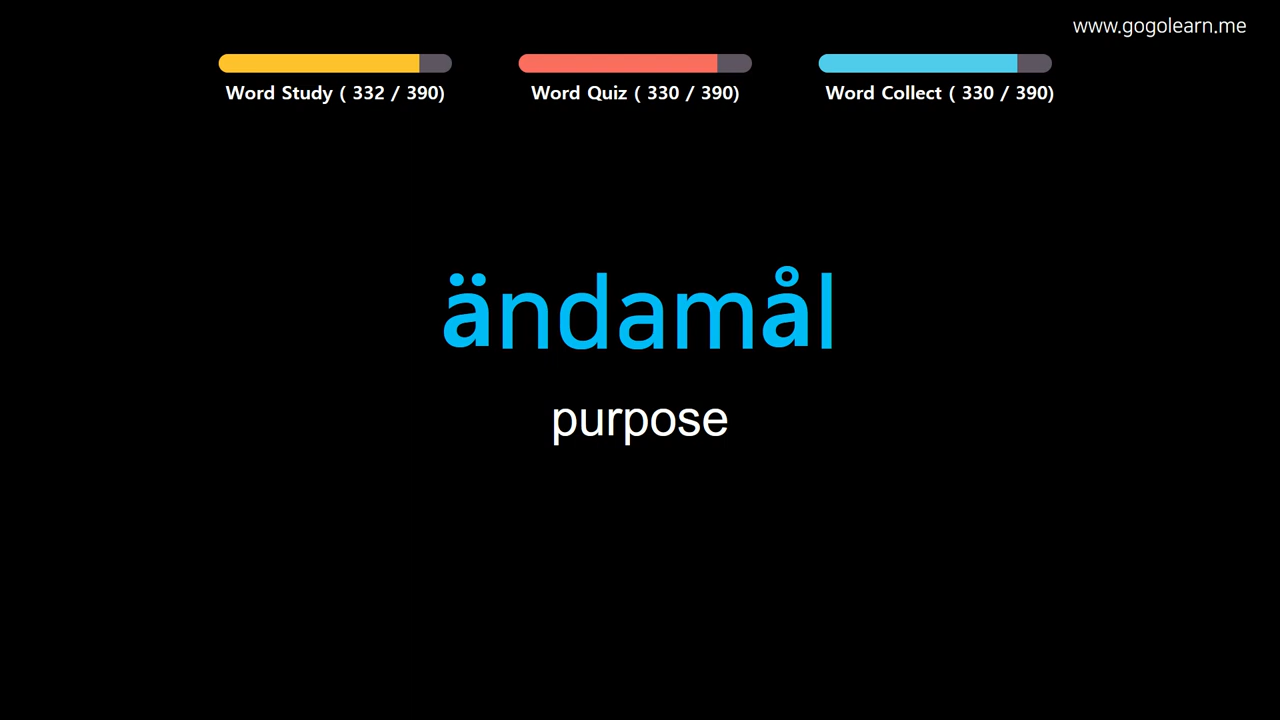 www.gogolearn.me
Word Study ( 332 / 390)
Word Quiz ( 330 / 390)
Word Collect ( 330 / 390)
ändamål
purpose